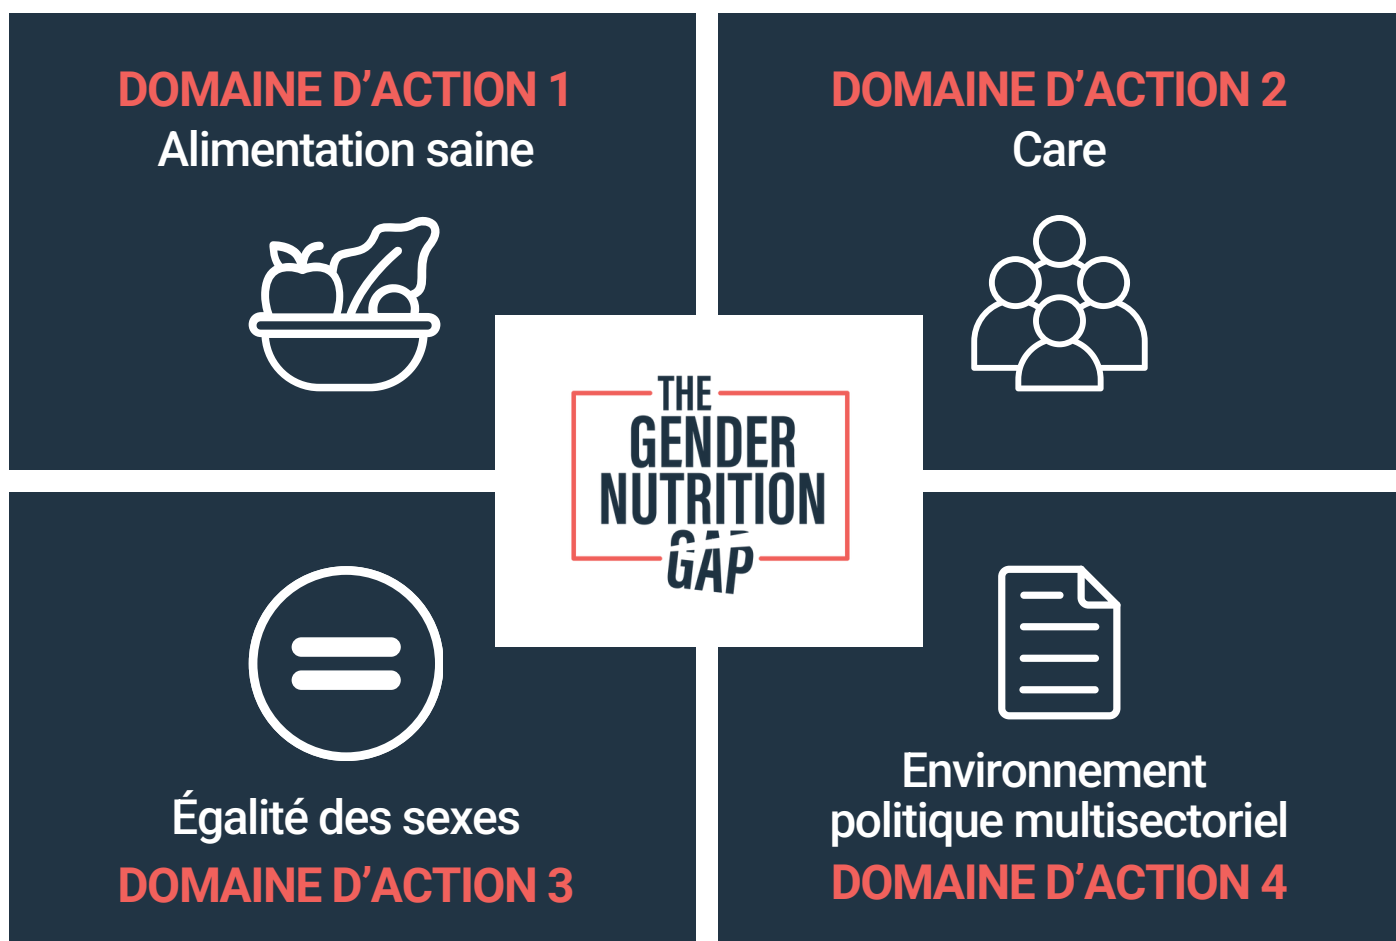 DOMAINE D’ACTION 1
Alimentation saine
DOMAINE D’ACTION 2
Care
THE
GENDER
NUTRITION
GAP
Égalité des sexes
DOMAINE D’ACTION 3
Environnement
politique multisectoriel
DOMAINE D’ACTION 4